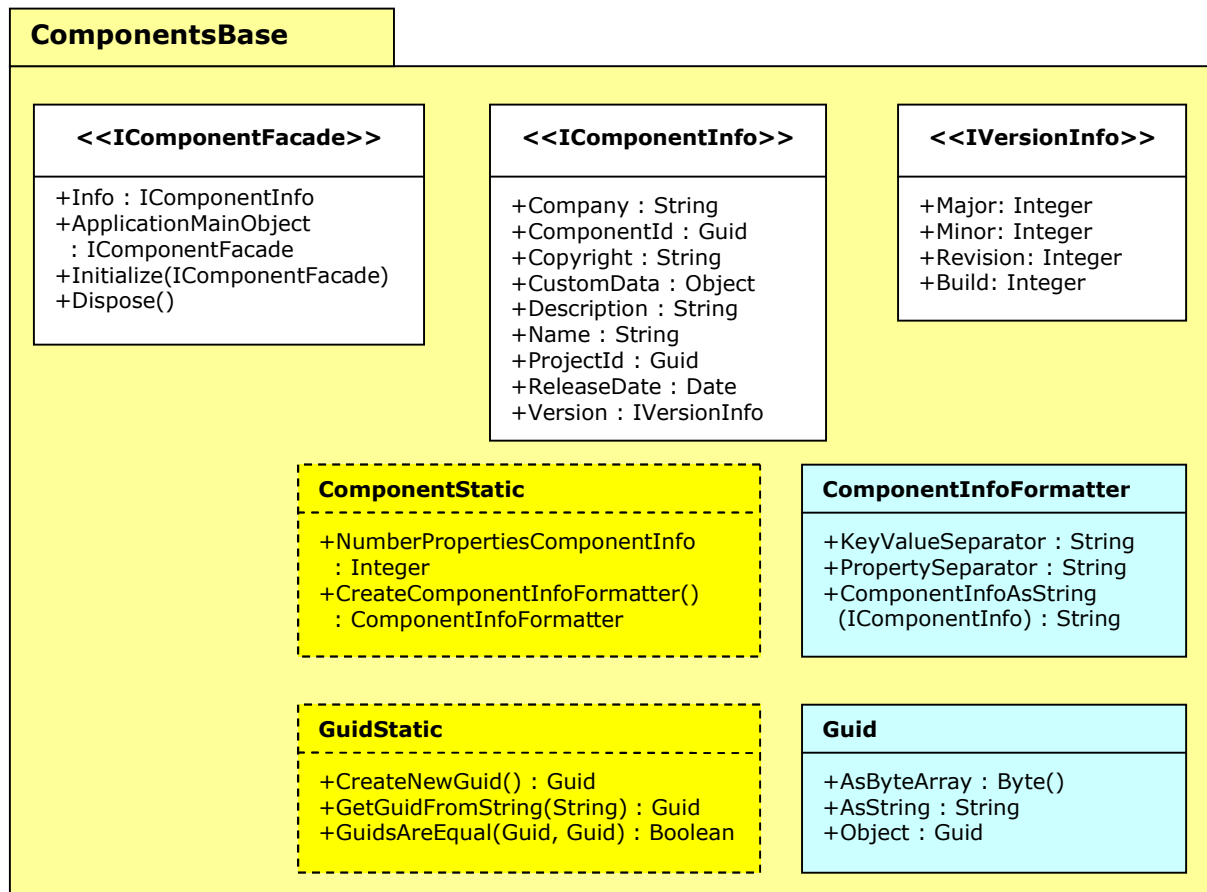 ComponentsBase
<<IComponentFacade>>
+Info : IComponentInfo
+ApplicationMainObject
: IComponentFacade
+Initialize(IComponentFacade)
+Dispose()
<<IComponentInfo>>
+Company : String
+ComponentId : Guid
+Copyright : String
+CustomData : Object
+Description : String
+Name : String
+ProjectId : Guid
+ReleaseDate : Date
+Version : IVersionInfo
<<IVersionInfo>>
+Major: Integer
+Minor: Integer
+Revision: Integer
+Build: Integer
ComponentStatic
+NumberPropertiesComponentInfo
: Integer
+CreateComponentInfoFormatter()
: ComponentInfoFormatter
ComponentInfoFormatter
+KeyValueSeparator : String
+PropertySeparator : String
+ComponentInfoAsString
(IComponentInfo) : String
GuidStatic
+CreateNewGuid() : Guid
+GetGuidFromString(String) : Guid
+GuidsAreEqual(Guid, Guid) : Boolean
Guid
+AsByteArray : Byte()
+AsString : String
+Object : Guid